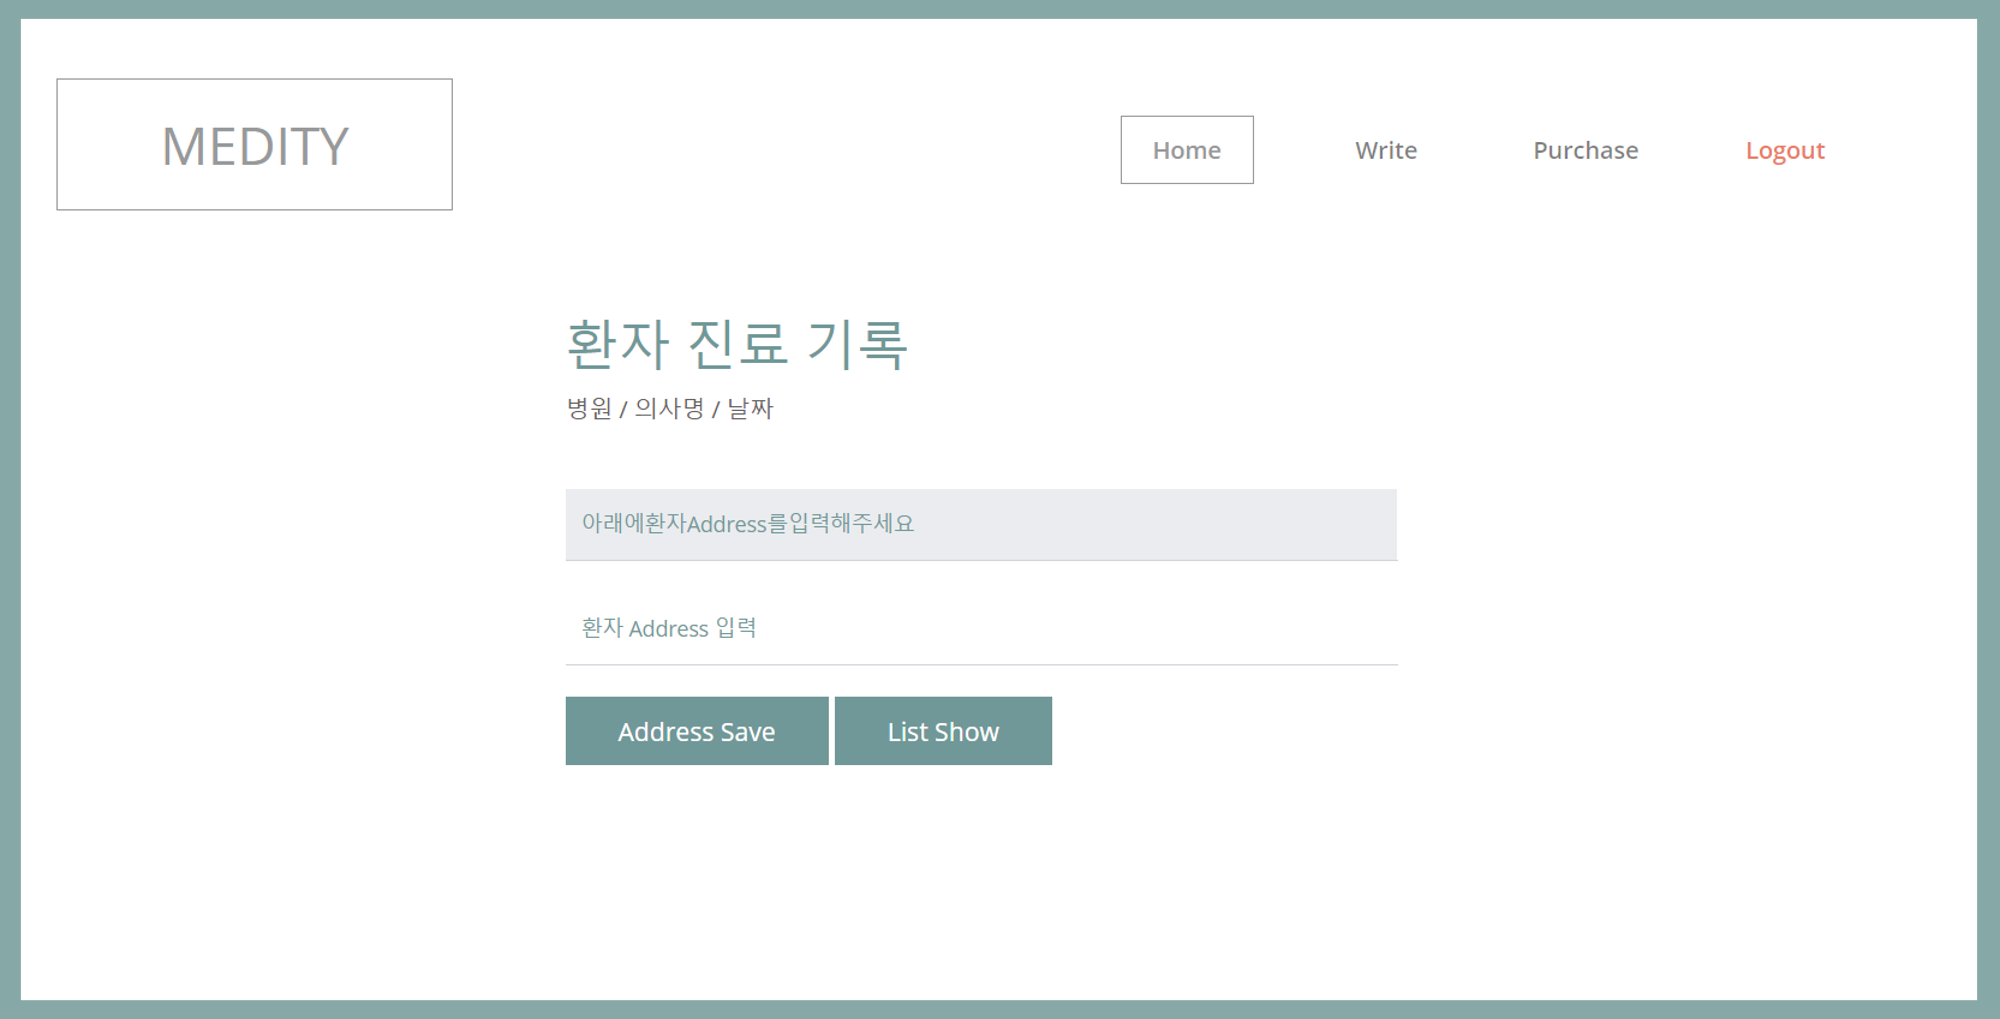 MEDITY
Home Write Purchase Logout
환자 진료 기록
병원 / 의사명 / 날짜
아래에환자Address를입력해주세요
환자 Address 입력
Address Save List Show